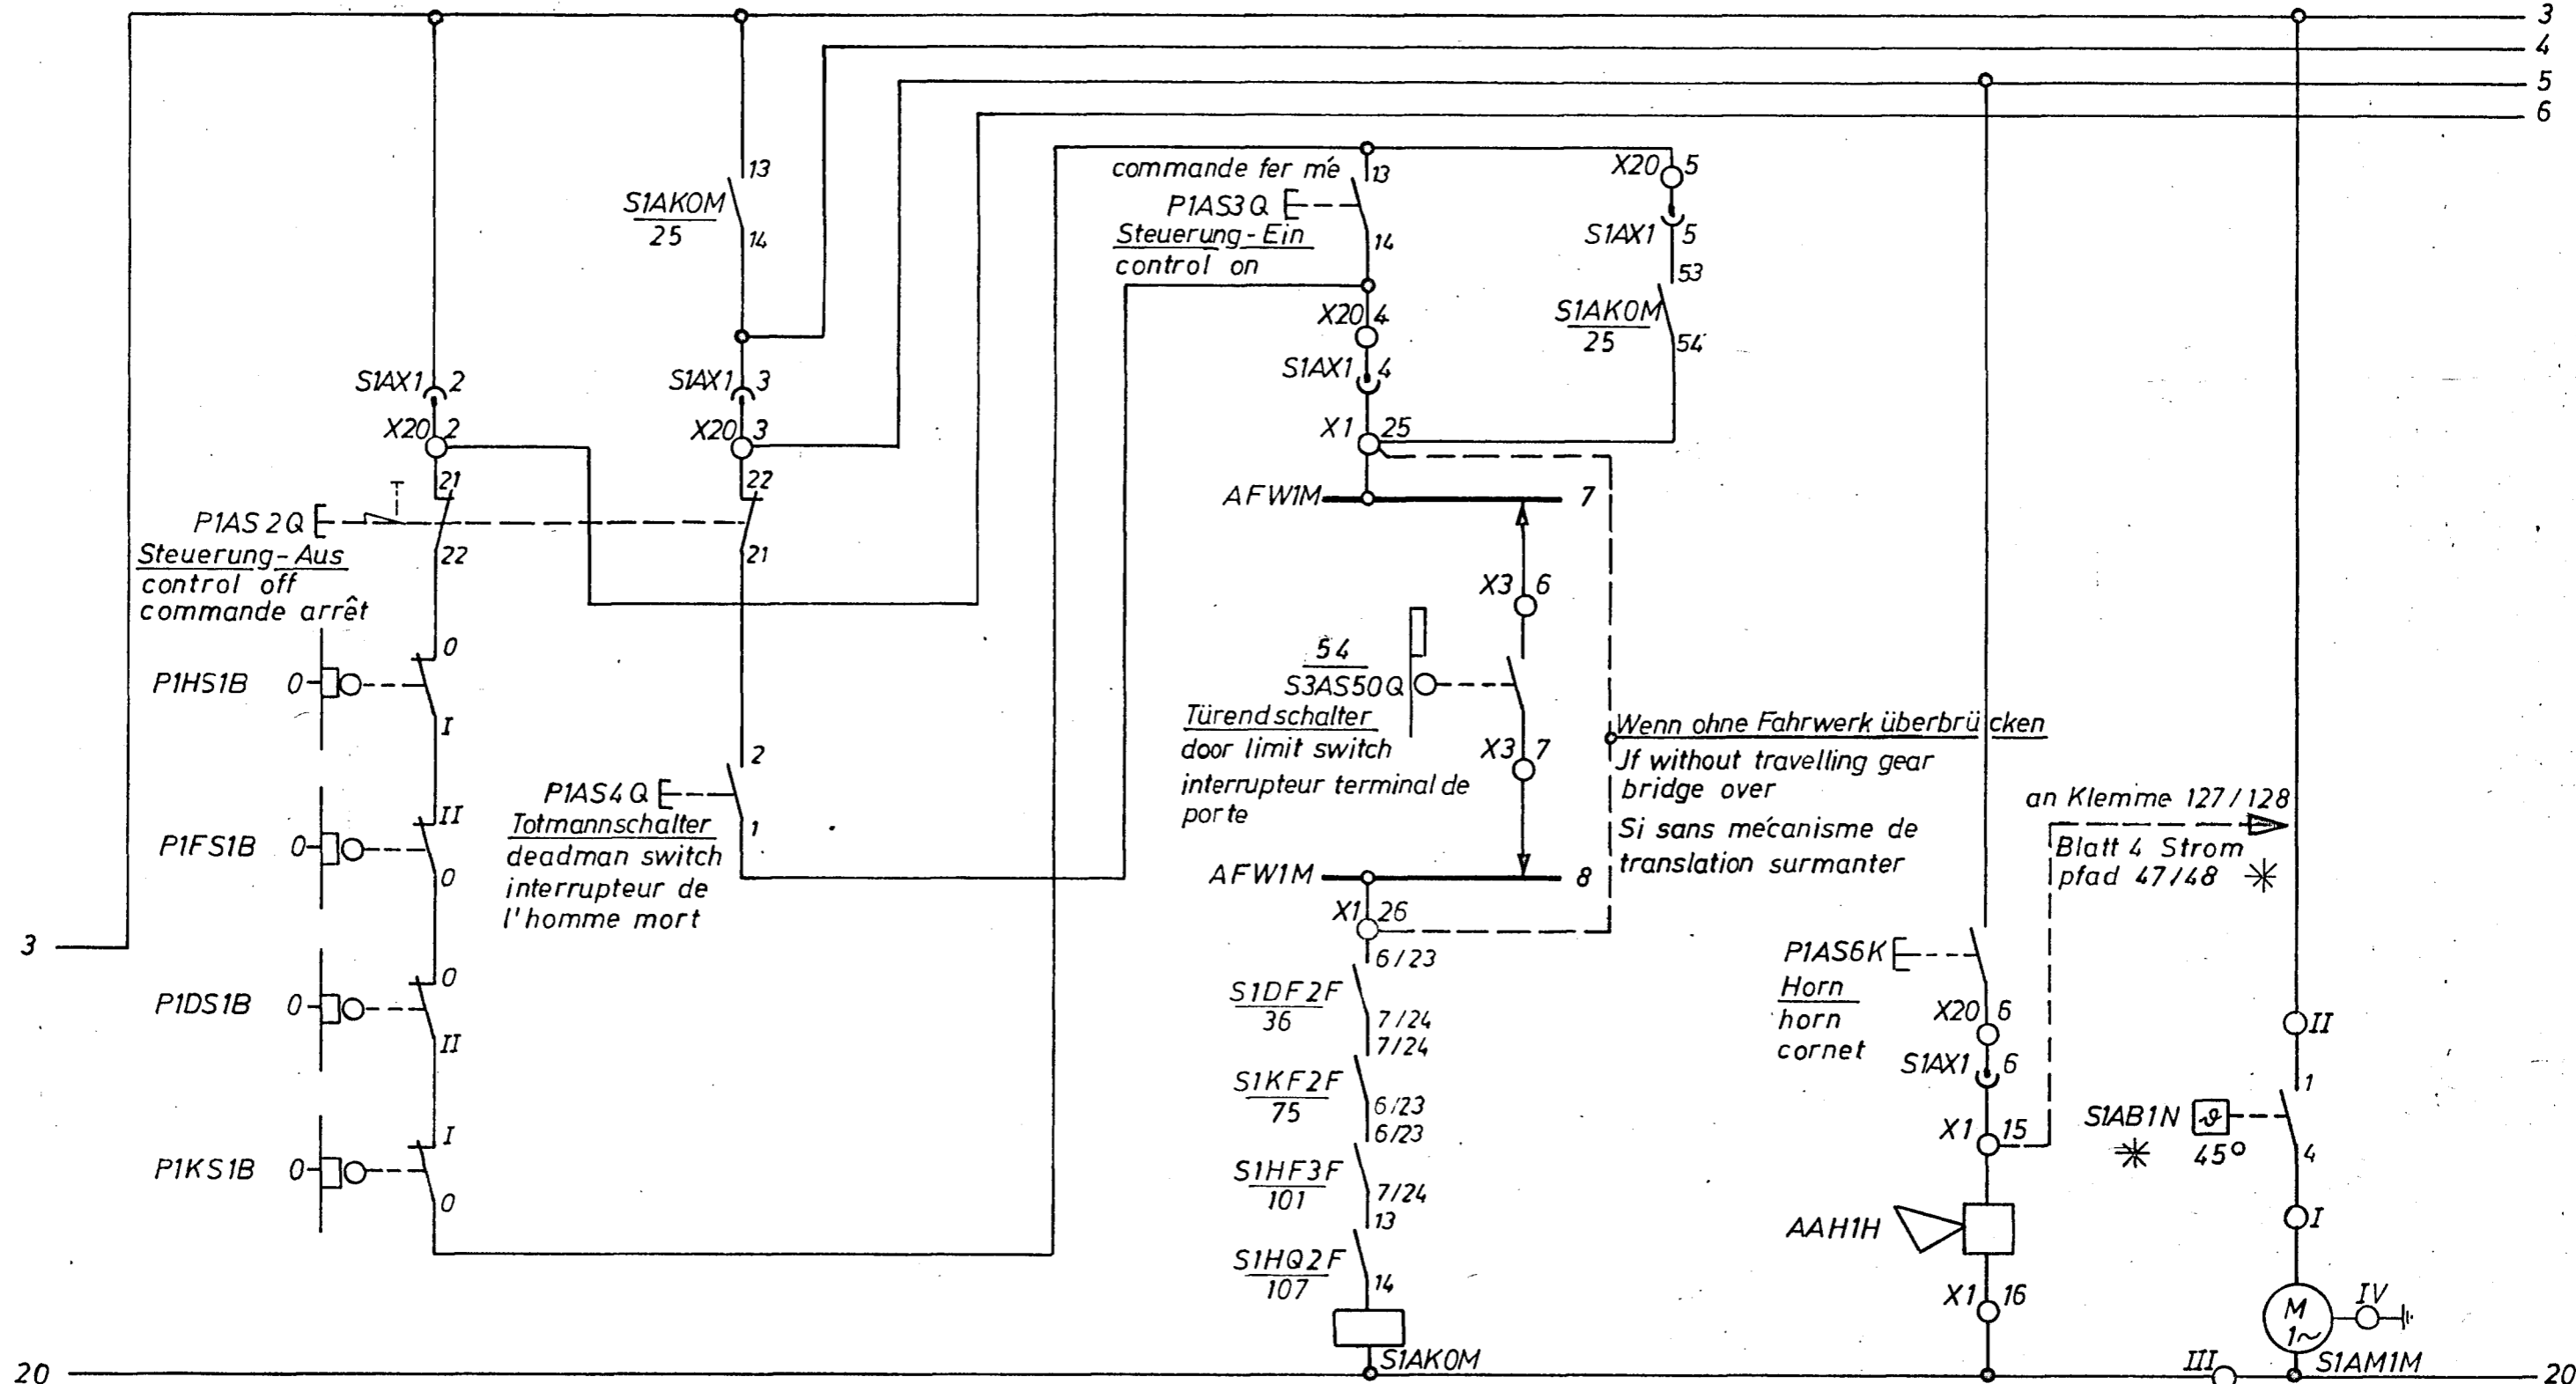 3
4
5
6
13
S1AK0M
25
14
commande fer mé
13
P1AS3Q
Steuerung-Ein
control on
14
X20 5
S1AX1 5
53
S1AK0M
25
54
X20 4
S1AX1 4
X1 25
S1AX1 2
X20 2
S1AX1 3
X20 3
21
22
P1AS2Q
Steuerung-Aus
control off
commande arrêt
22
21
AFW1M 7
X3 6
P1HS1B 0
0
I
54
S3AS50Q
Türendschalter
door limit switch
interrupteur terminal de
porte
X3 7
Wenn ohne Fahrwerk überbrücken
Jf without travelling gear
bridge over
Si sans mécanisme de
translation surmanter
P1FS1B 0
II
0
2
P1AS4Q
1
Totmannschalter
deadman switch
interrupteur de
l'homme mort
AFW1M 8
X1 26
an Klemme 127/128
Blatt 4 Strom
pfad 47/48
3
P1DS1B 0
0
II
6/23
S1DF2F
36
7/24
7/24
S1KF2F
75
6/23
6/23
S1HF3F
101
7/24
13
S1HQ2F
107
14
S1AK0M
P1KS1B 0
I
0
P1AS6K
Horn
horn
cornet
X20 6
S1AX1 6
X1 15
AAH1H
X1 16
II
1
S1AB1N ϑ
45°
4
I
M
1~
IV
S1AM1M
III
20
20